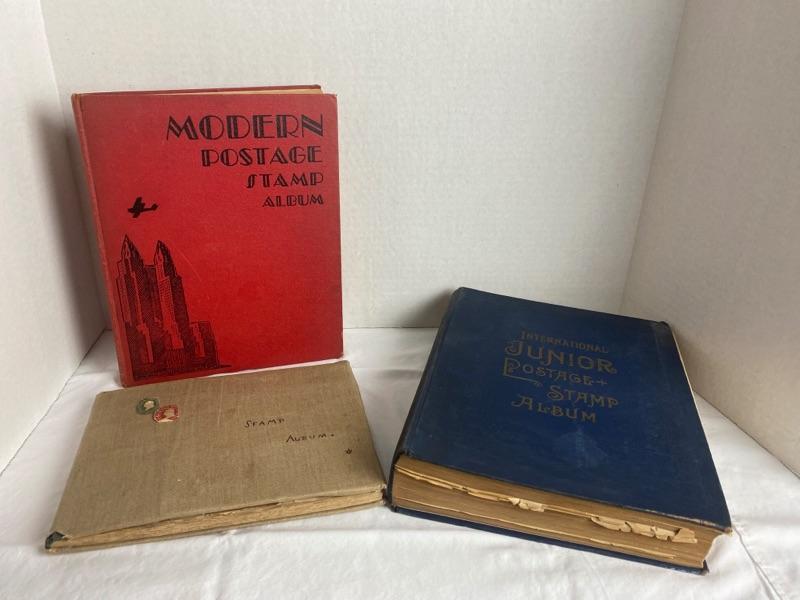 MODERN
POSTAGE
STAMP
ALBUM
STAMP
ALBUM.
INTERNATIONAL
JUNIOR
POSTAGE
STAMP
ALBUM